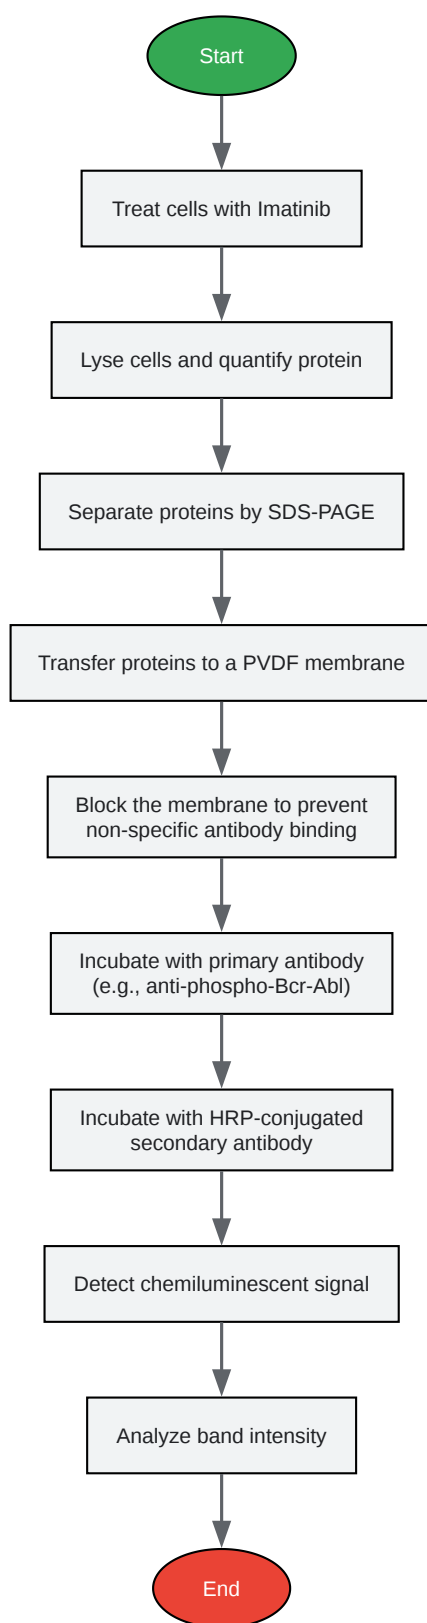 Start
Treat cells with Imatinib
Lyse cells and quantify protein
Separate proteins by SDS-PAGE
Transfer proteins to a PVDF membrane
Block the membrane to prevent
non-specific antibody binding
Incubate with primary antibody
(e.g., anti-phospho-Bcr-Abl)
Incubate with HRP-conjugated
secondary antibody
Detect chemiluminescent signal
Analyze band intensity
End